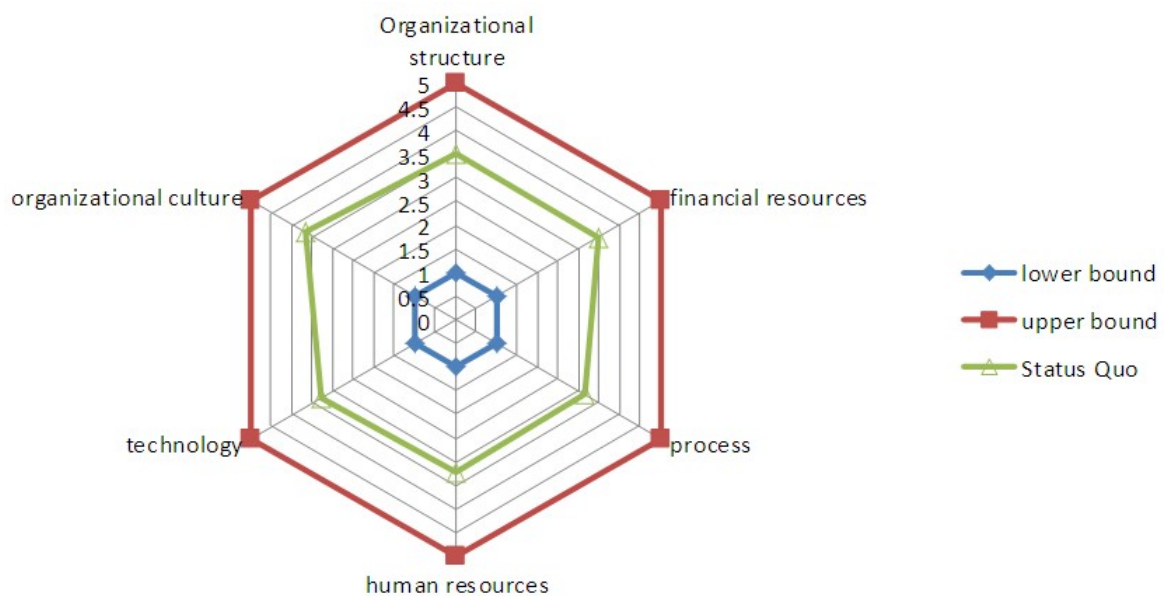 Organizational
structure
5
4.5
4
3.5
3
2.5
2
1.5
1
0.5
0
organizational culture
financial resources
technology
process
human resources
lower bound
upper bound
Status Quo